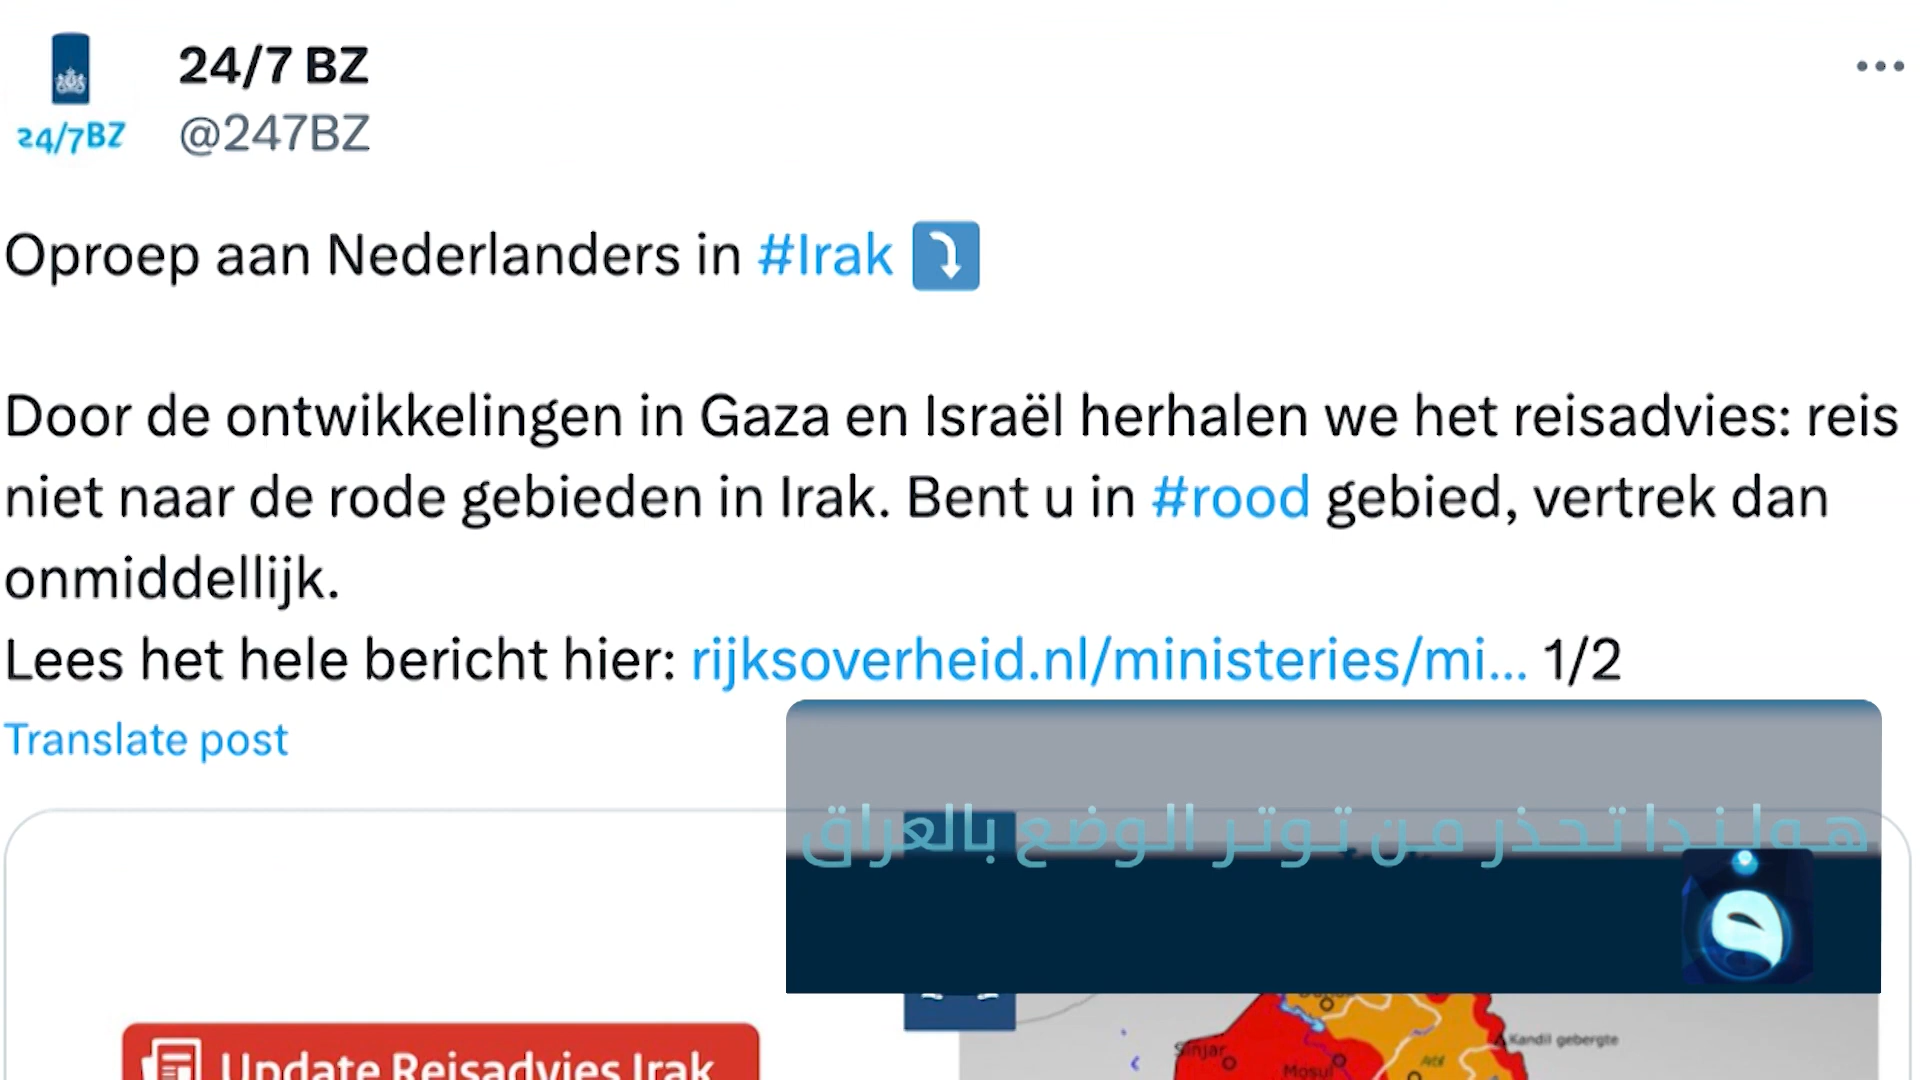 24/7 BZ
@247BZ
24/7BZ
Oproep aan Nederlanders in #Irak
Door de ontwikkelingen in Gaza en Israël herhalen we het reisadvies: reis
niet naar de rode gebieden in Irak. Bent u in #rood gebied, vertrek dan
onmiddellijk.
Lees het hele bericht hier: rijksoverheid.nl/ministeries/mi... 1/2
Translate post
هولندا تحذر من توتر الوضع بالعراق
Update Reisadvies Irak
Kandil gebergte
Sinjar
Mosul
Arbil